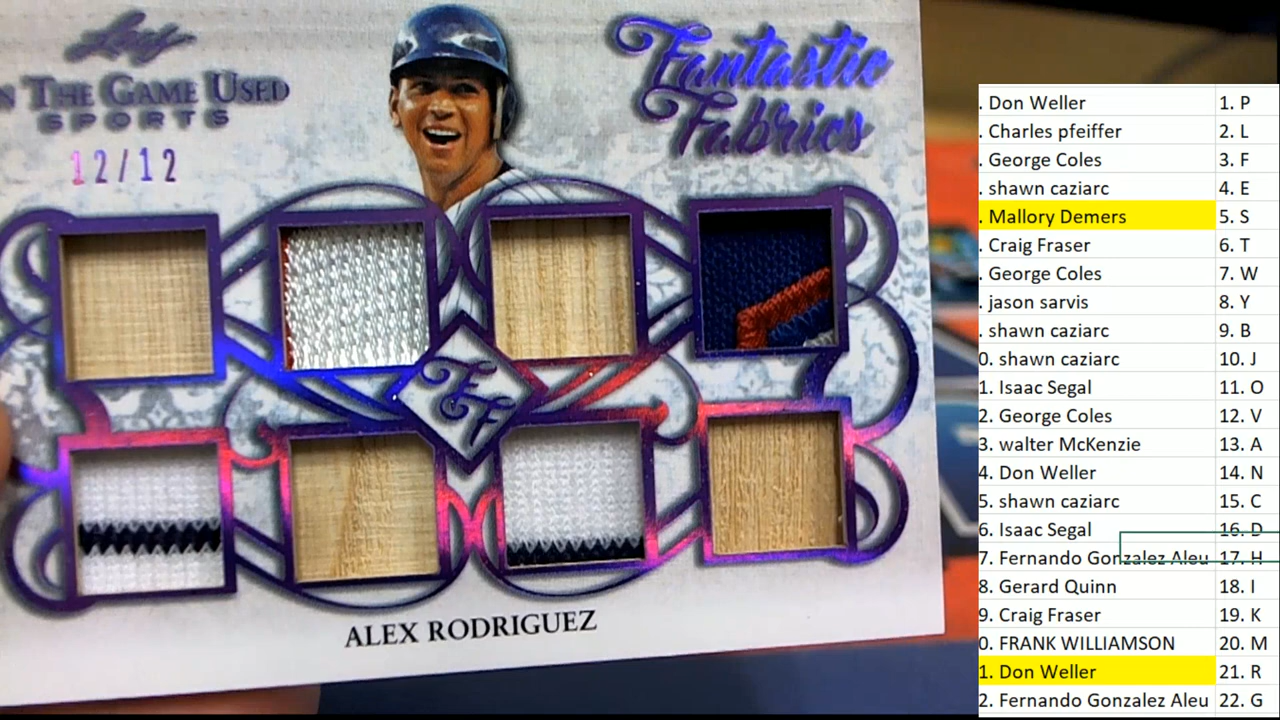 Leaf
N THE GAME USED
SPORTS
12/12
Fantastic
Fabrics
FF
ALEX RODRIGUEZ
. Don Weller 1. P
. Charles pfeiffer 2. L
. George Coles 3. F
. shawn caziarc 4. E
. Mallory Demers 5. S
. Craig Fraser 6. T
. George Coles 7. W
. jason sarvis 8. Y
. shawn caziarc 9. B
0. shawn caziarc 10. J
1. Isaac Segal 11. O
2. George Coles 12. V
3. walter McKenzie 13. A
4. Don Weller 14. N
5. shawn caziarc 15. C
6. Isaac Segal 16. D
7. Fernando Gonzalez Aleu 17. H
8. Gerard Quinn 18. I
9. Craig Fraser 19. K
0. FRANK WILLIAMSON 20. M
1. Don Weller 21. R
2. Fernando Gonzalez Aleu 22. G